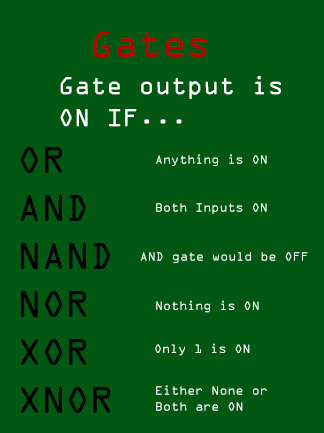 Gates
Gate output is
ON IF...
OR Anything is ON
AND Both Inputs ON
NAND AND gate would be OFF
NOR Nothing is ON
XOR Only 1 is ON
XNOR Either None or
Both are ON